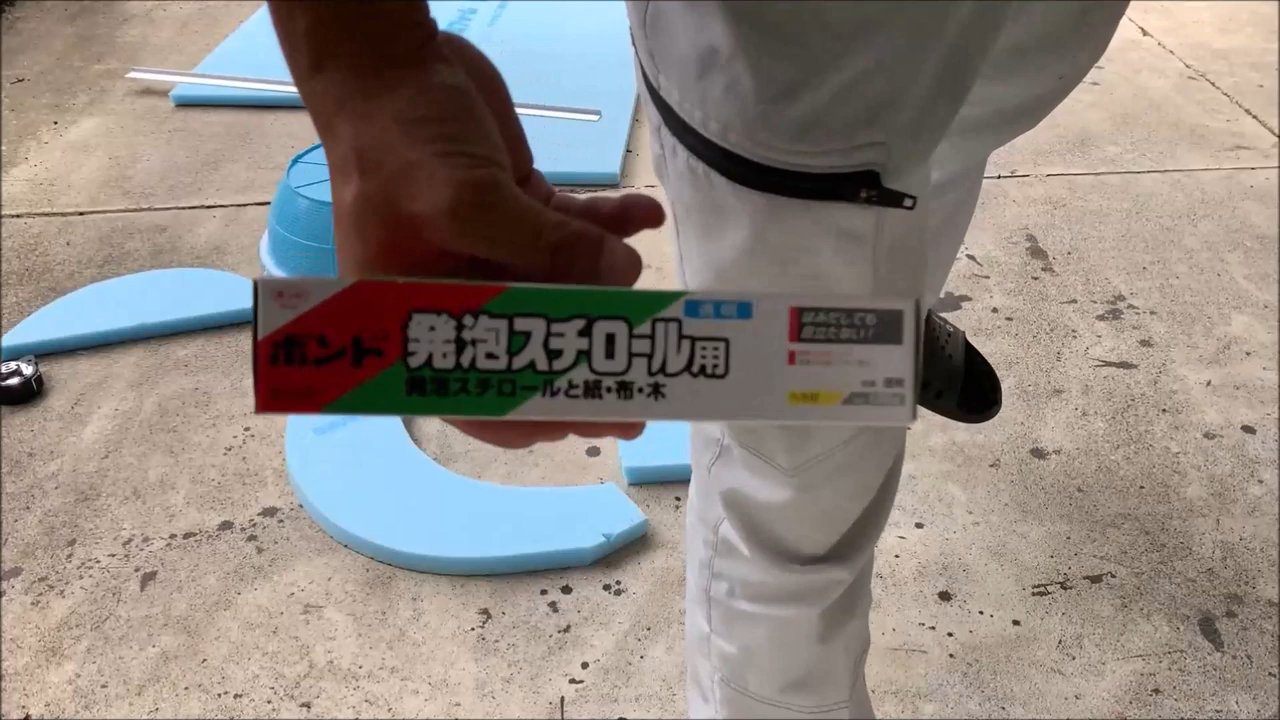 ボンド
発泡スチロール用
透明
発泡スチロールと紙・布・木
はみだしても
目立たない!